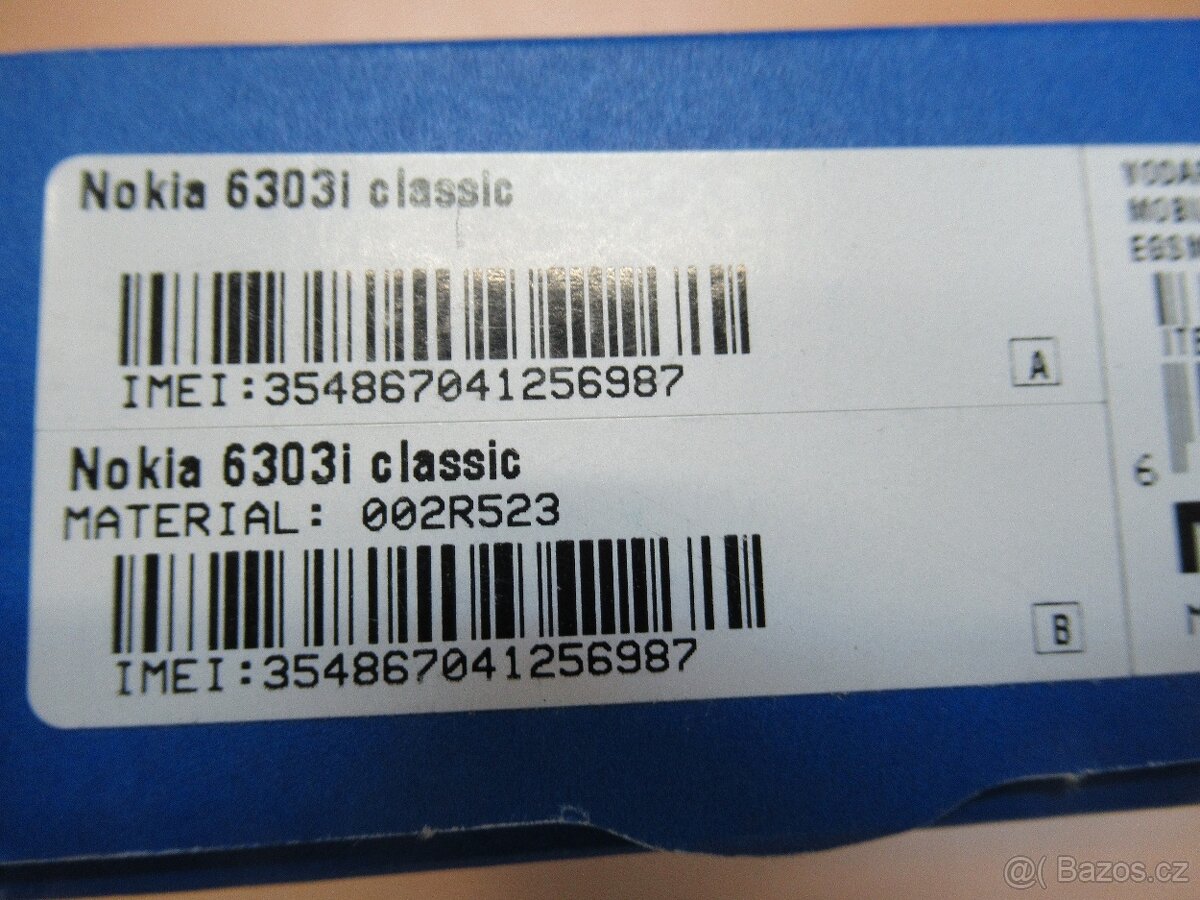 Nokia 6303i classic
IMEI:354867041256987
A
Nokia 6303i classic
MATERIAL: 002R523
IMEI:354867041256987
B
6
@( Bazos.cz